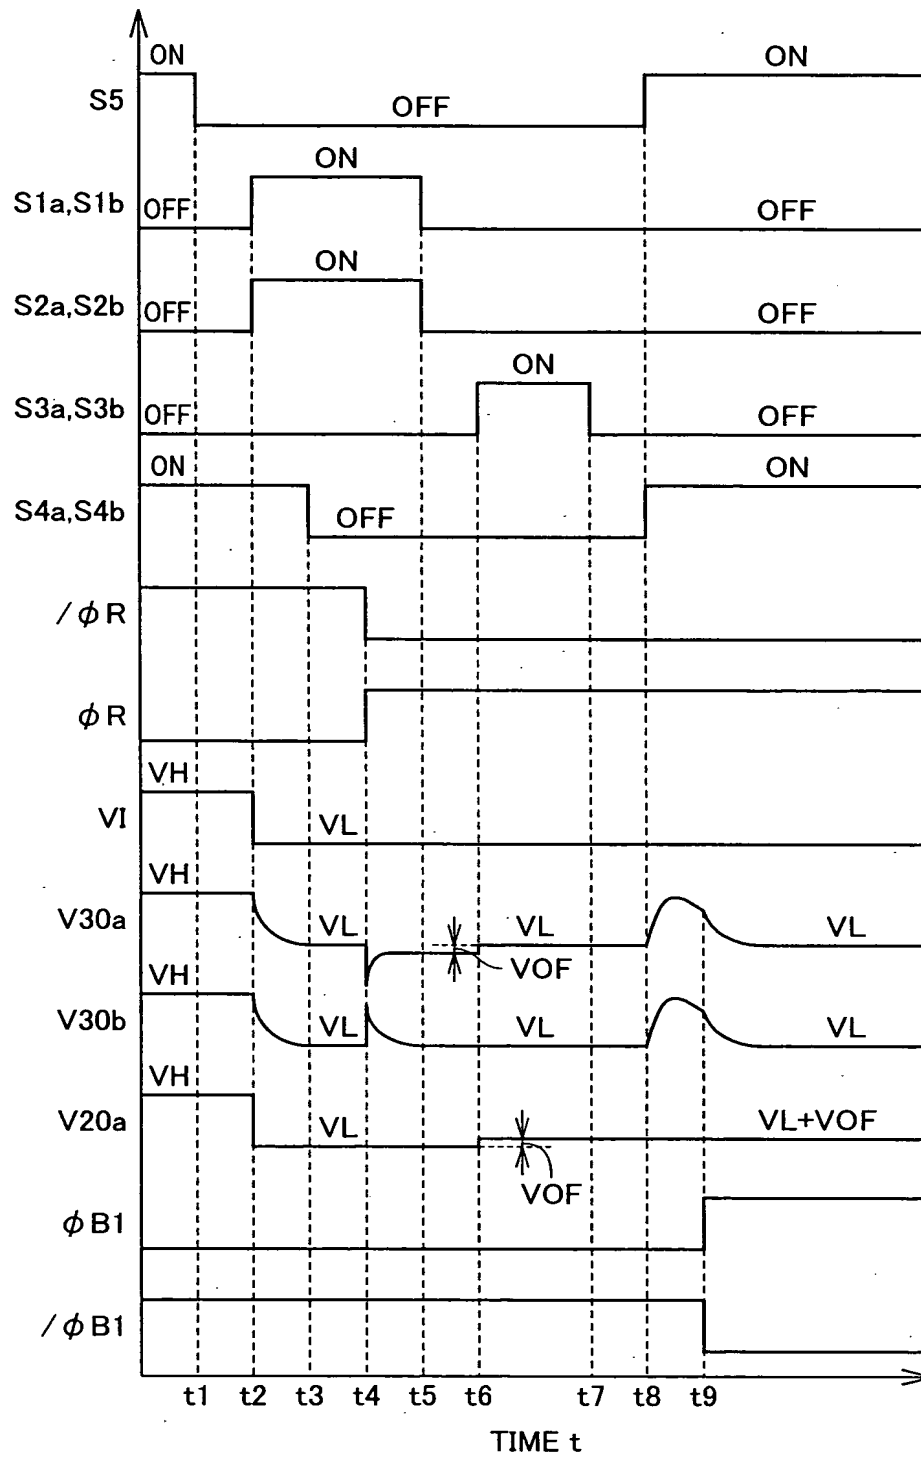 ON ON
S5
OFF
ON
S1a,S1b OFF OFF
ON
S2a,S2b OFF OFF
ON
S3a,S3b OFF OFF
ON ON
S4a,S4b OFF
/φR
φR
VH
VI VL
VH
V30a VL VL VL
VOF
VH
V30b VL VL VL
VH
V20a VL VL+VOF
VOF
φB1
/φB1
t1 t2 t3 t4 t5 t6 t7 t8 t9
TIME t